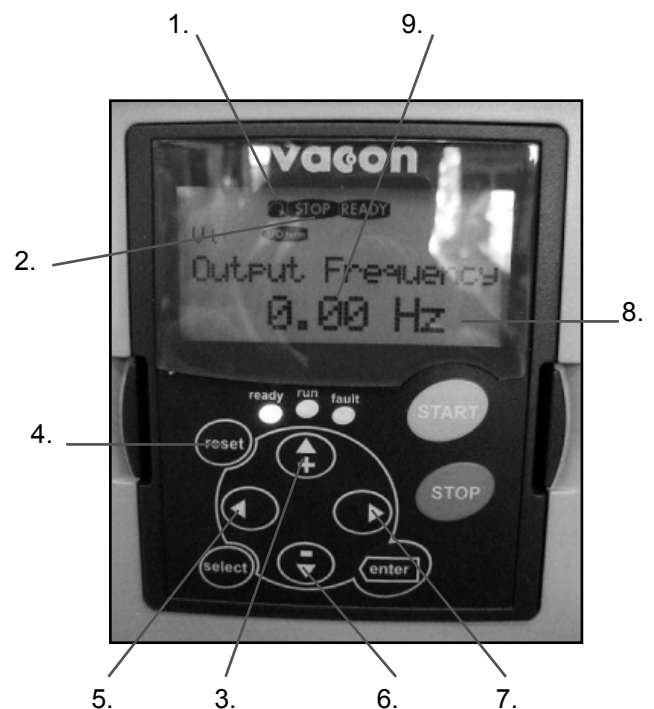 1. 9.
vacon
STOP READY
2.
I/O term
Output Frequency
0.00 Hz
8.
ready run fault
START
4.
reset
+
STOP
-
select
enter
5. 3. 6. 7.